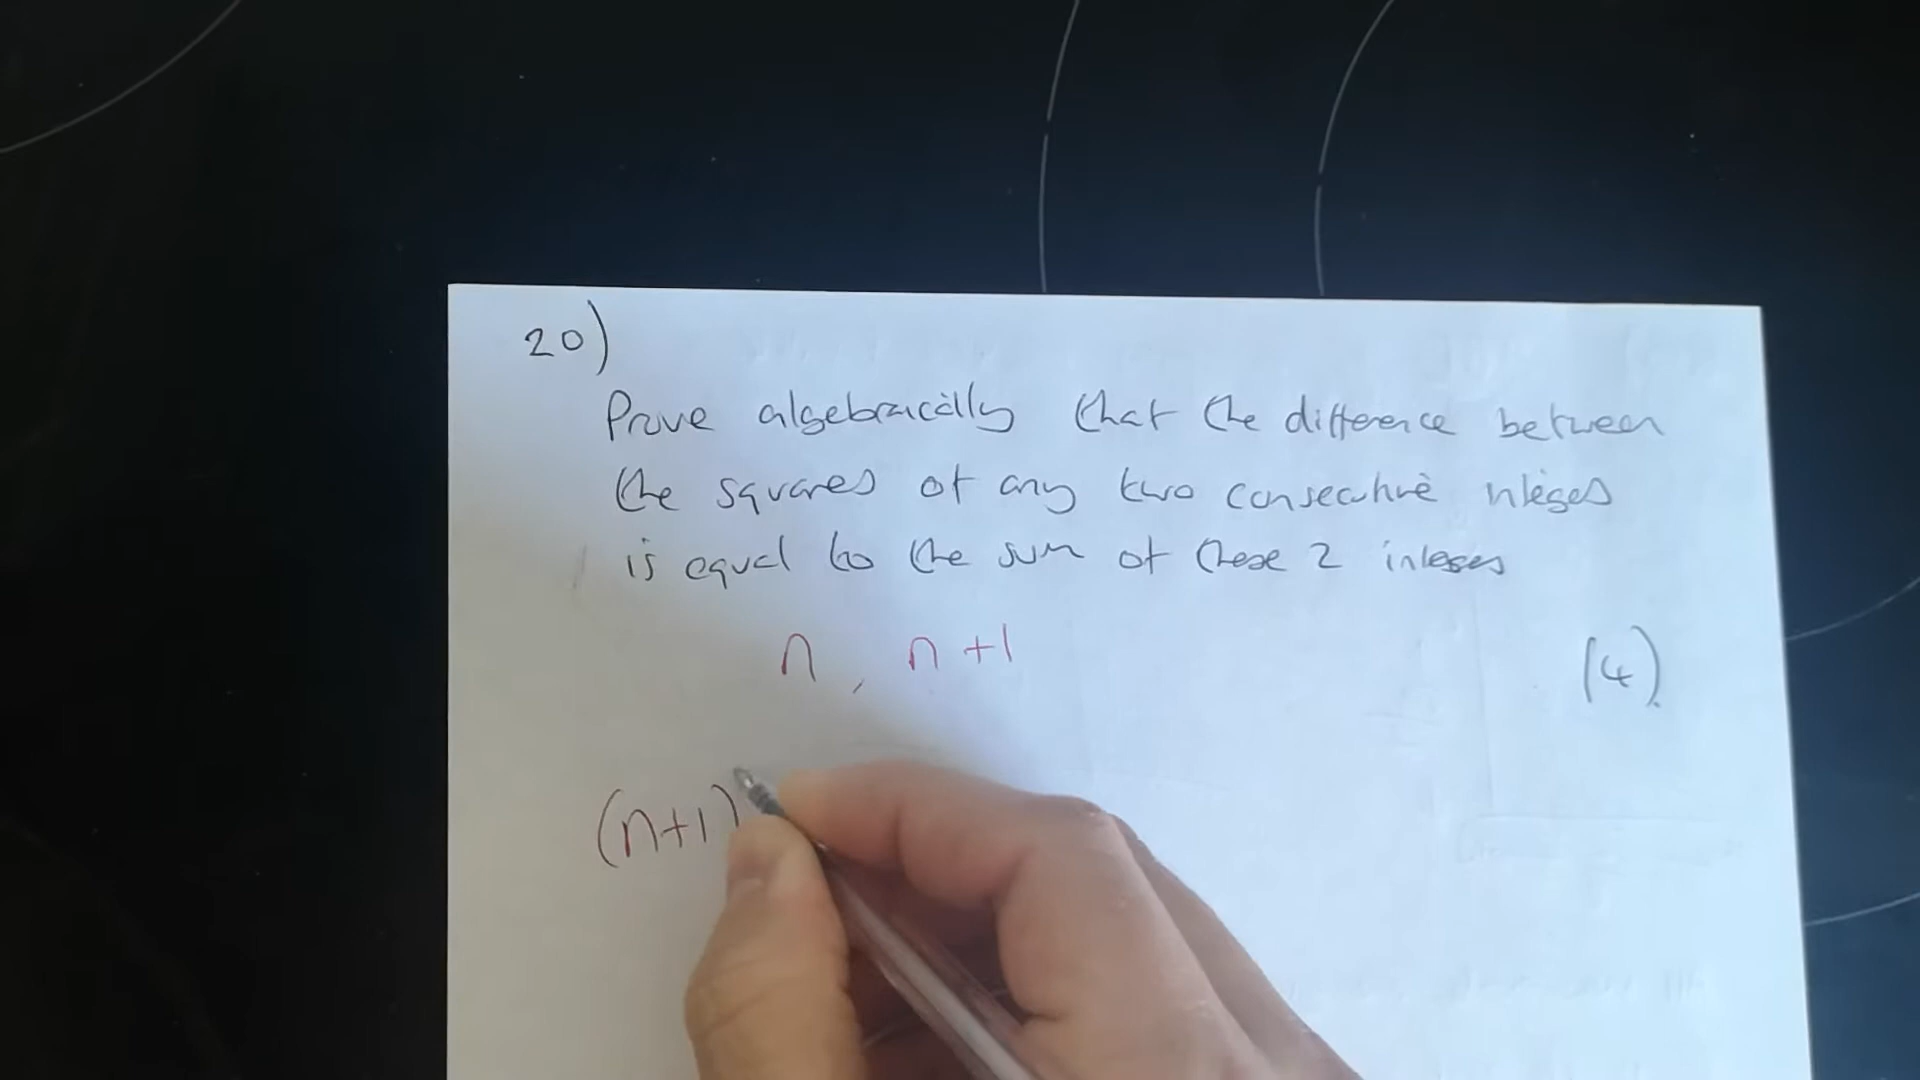 20)
Prove algebraically that the difference between
the squares of any two consecutive integers
is equal to the sum of these 2 integers
n , n +1
(4).
(n+1)